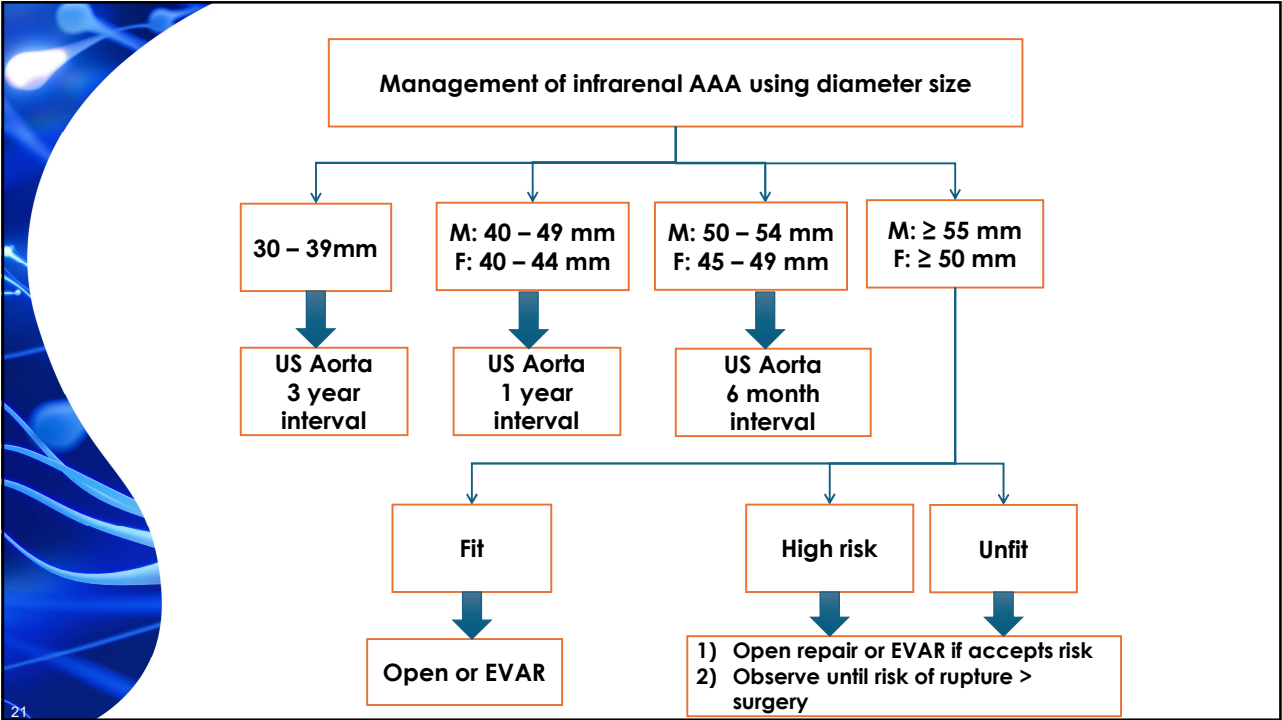 Management of infrarenal AAA using diameter size
30 – 39mm
M: 40 – 49 mm
F: 40 – 44 mm
M: 50 – 54 mm
F: 45 – 49 mm
M: ≥ 55 mm
F: ≥ 50 mm
US Aorta
3 year
interval
US Aorta
1 year
interval
US Aorta
6 month
interval
Fit
High risk
Unfit
Open or EVAR
1) Open repair or EVAR if accepts risk
2) Observe until risk of rupture >
surgery
21